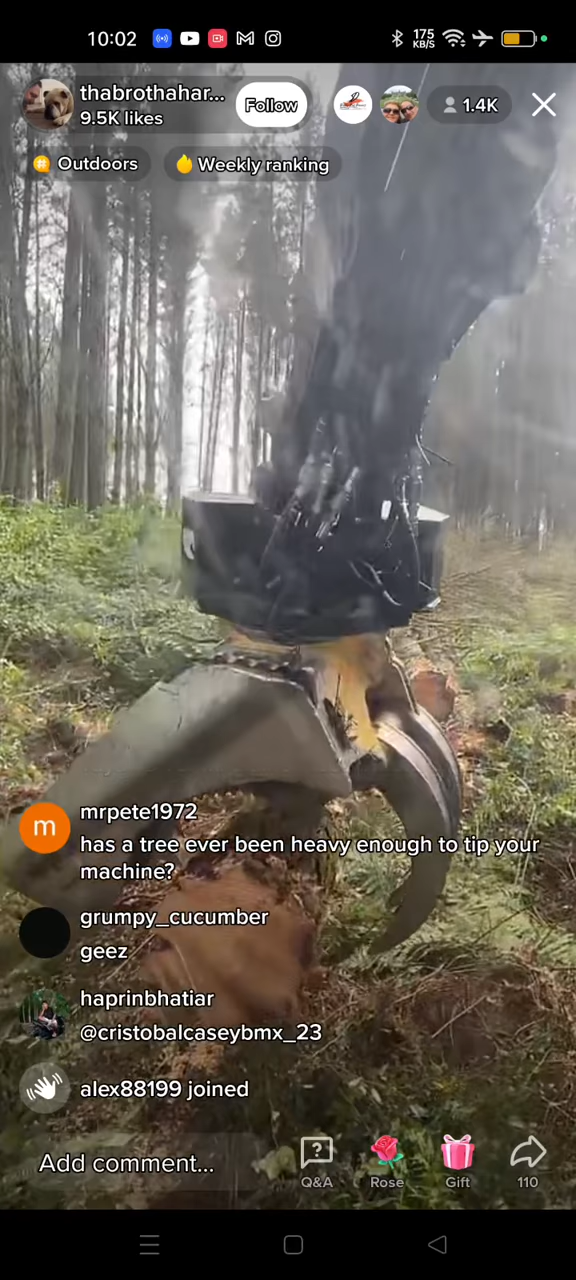 10:02
175
KB/S
thabrothahar...
9.5K likes
Follow
1.4K
Outdoors
Weekly ranking
mrpete1972
has a tree ever been heavy enough to tip your
machine?
grumpy_cucumber
geez
haprinbhatiar
@cristobalcaseybmx_23
m
alex88199 joined
Add comment...
Q&A
Rose
Gift
110